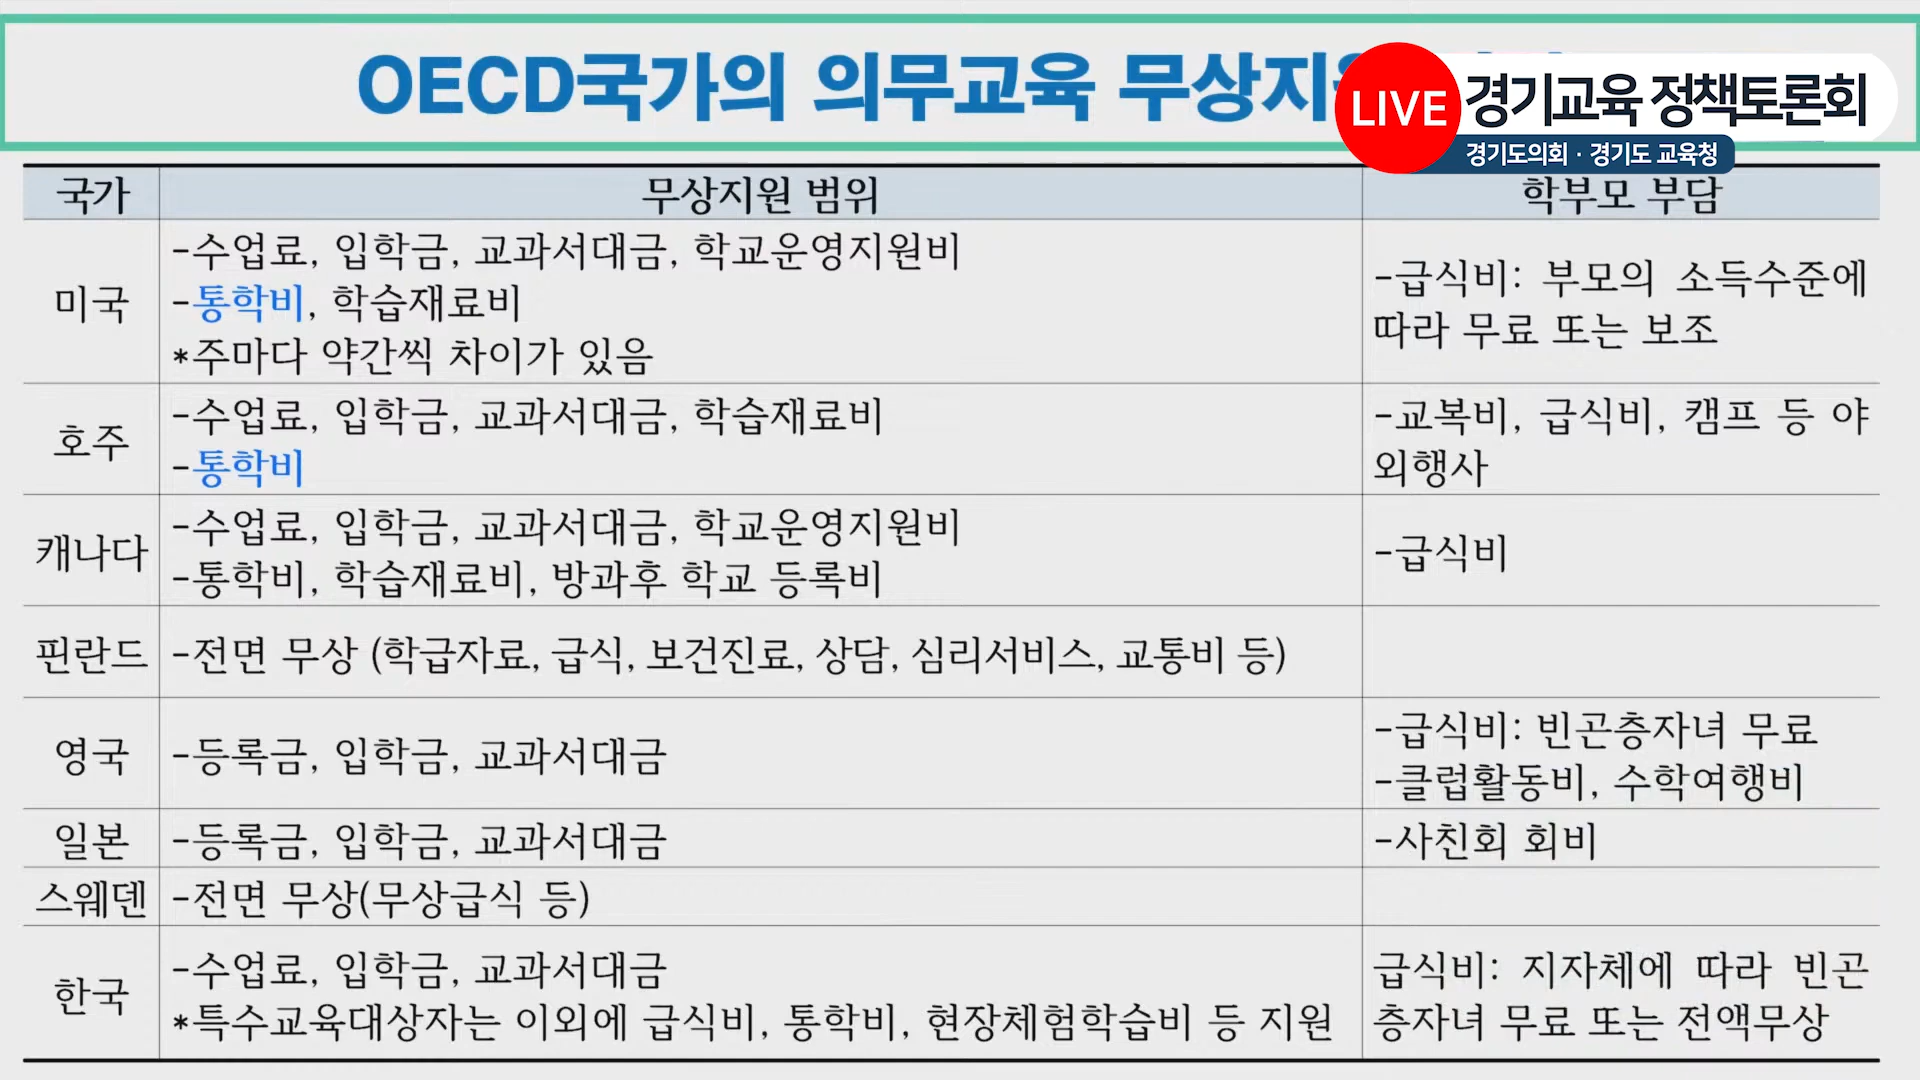 OECD국가의 의무교육 무상지
LIVE 경기교육 정책토론회
경기도의회 · 경기도 교육청
국가 무상지원 범위 학부모 부담
미국
-수업료, 입학금, 교과서대금, 학교운영지원비
-통학비, 학습재료비
*주마다 약간씩 차이가 있음
-급식비: 부모의 소득수준에
따라 무료 또는 보조
호주
-수업료, 입학금, 교과서대금, 학습재료비
-통학비
-교복비, 급식비, 캠프 등 야
외행사
캐나다
-수업료, 입학금, 교과서대금, 학교운영지원비
-통학비, 학습재료비, 방과후 학교 등록비
-급식비
핀란드
-전면 무상 (학급자료, 급식, 보건진료, 상담, 심리서비스, 교통비 등)
영국
-등록금, 입학금, 교과서대금
-급식비: 빈곤층자녀 무료
-클럽활동비, 수학여행비
일본
-등록금, 입학금, 교과서대금
-사친회 회비
스웨덴
-전면 무상(무상급식 등)
한국
-수업료, 입학금, 교과서대금
*특수교육대상자는 이외에 급식비, 통학비, 현장체험학습비 등 지원
급식비: 지자체에 따라 빈곤
층자녀 무료 또는 전액무상